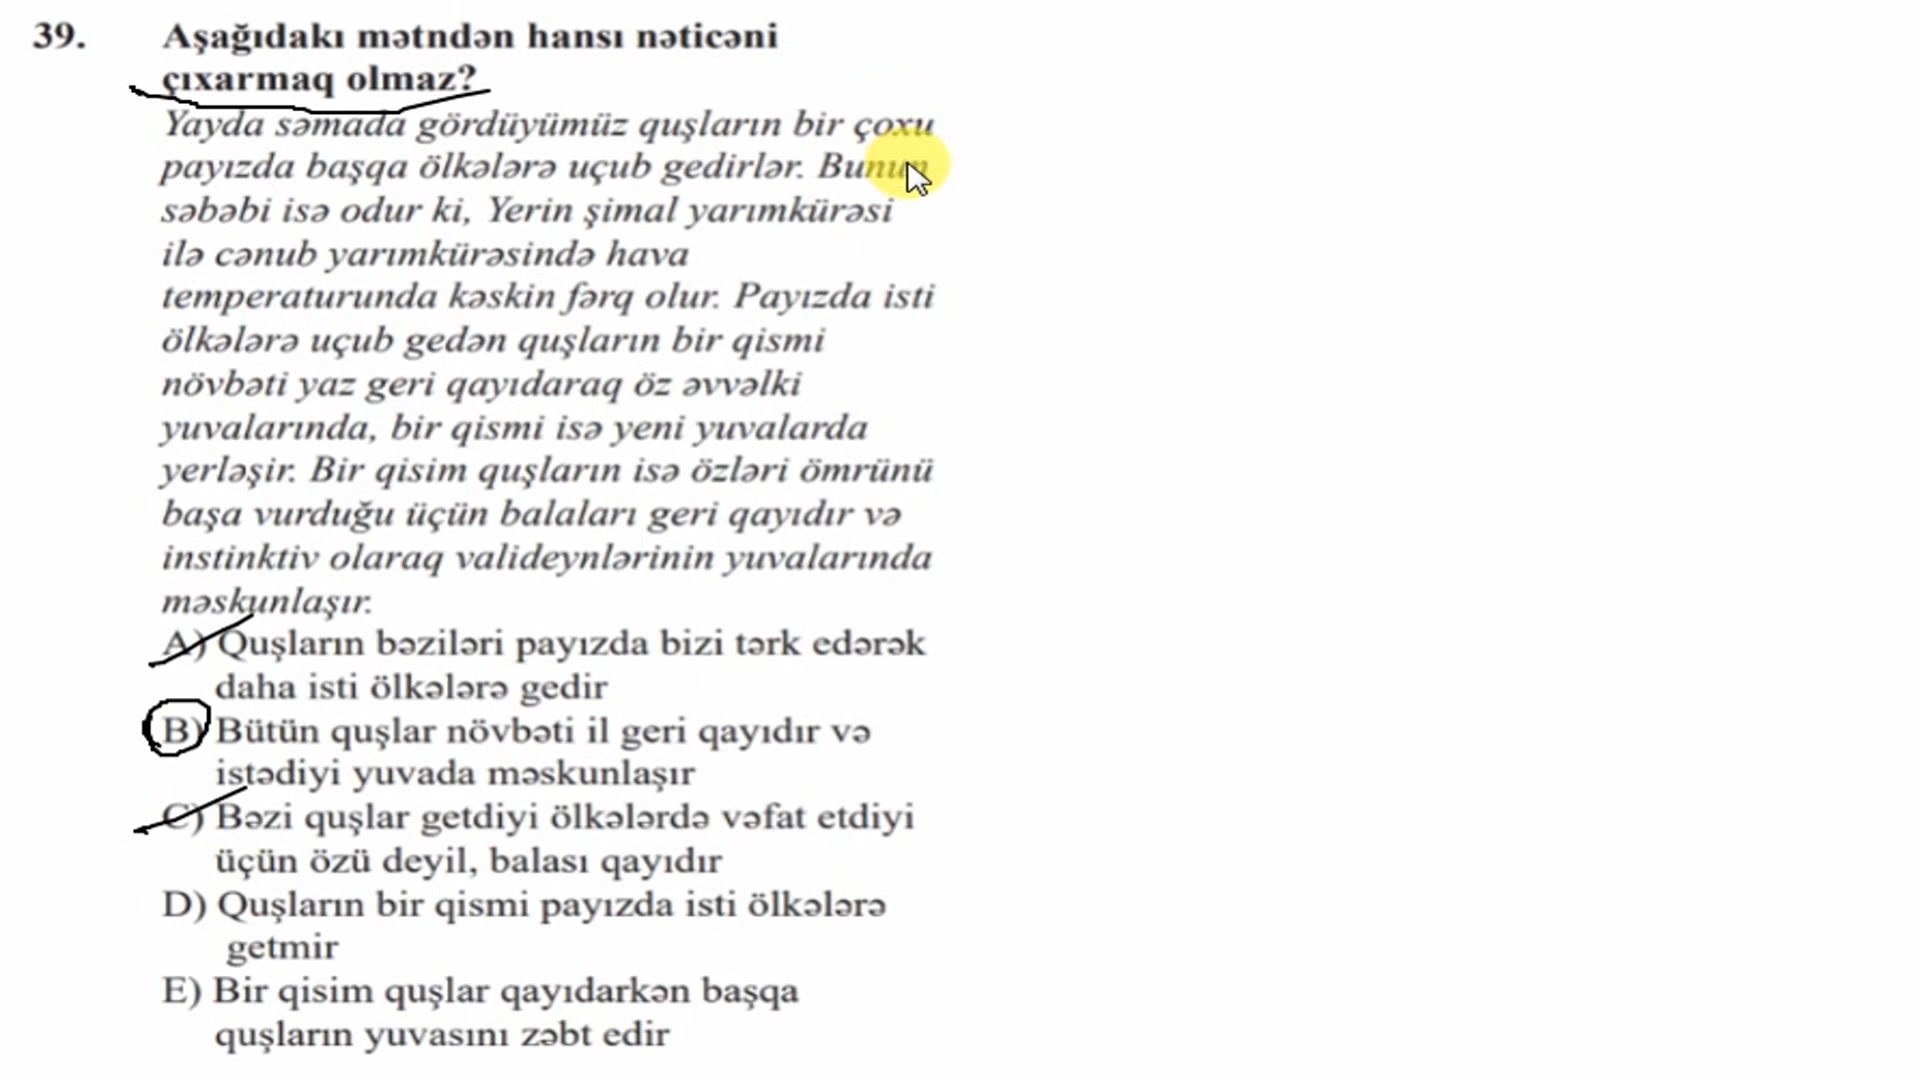 39. Aşağıdakı mətndən hansı nəticəni
çıxarmaq olmaz?
Yayda səmada gördüyümüz quşların bir çoxu
payızda başqa ölkələrə uçub gedirlər. Bunun
səbəbi isə odur ki, Yerin şimal yarımkürəsi
ilə cənub yarımkürəsində hava
temperaturunda kəskin fərq olur. Payızda isti
ölkələrə uçub gedən quşların bir qismi
növbəti yaz geri qayıdaraq öz əvvəlki
yuvalarında, bir qismi isə yeni yuvalarda
yerləşir. Bir qisim quşların isə özləri ömrünü
başa vurduğu üçün balaları geri qayıdır və
instinktiv olaraq valideynlərinin yuvalarında
məskunlaşır.
A) Quşların bəziləri payızda bizi tərk edərək
daha isti ölkələrə gedir
B) Bütün quşlar növbəti il geri qayıdır və
istədiyi yuvada məskunlaşır
C) Bəzi quşlar getdiyi ölkələrdə vəfat etdiyi
üçün özü deyil, balası qayıdır
D) Quşların bir qismi payızda isti ölkələrə
getmir
E) Bir qisim quşlar qayıdarkən başqa
quşların yuvasını zəbt edir